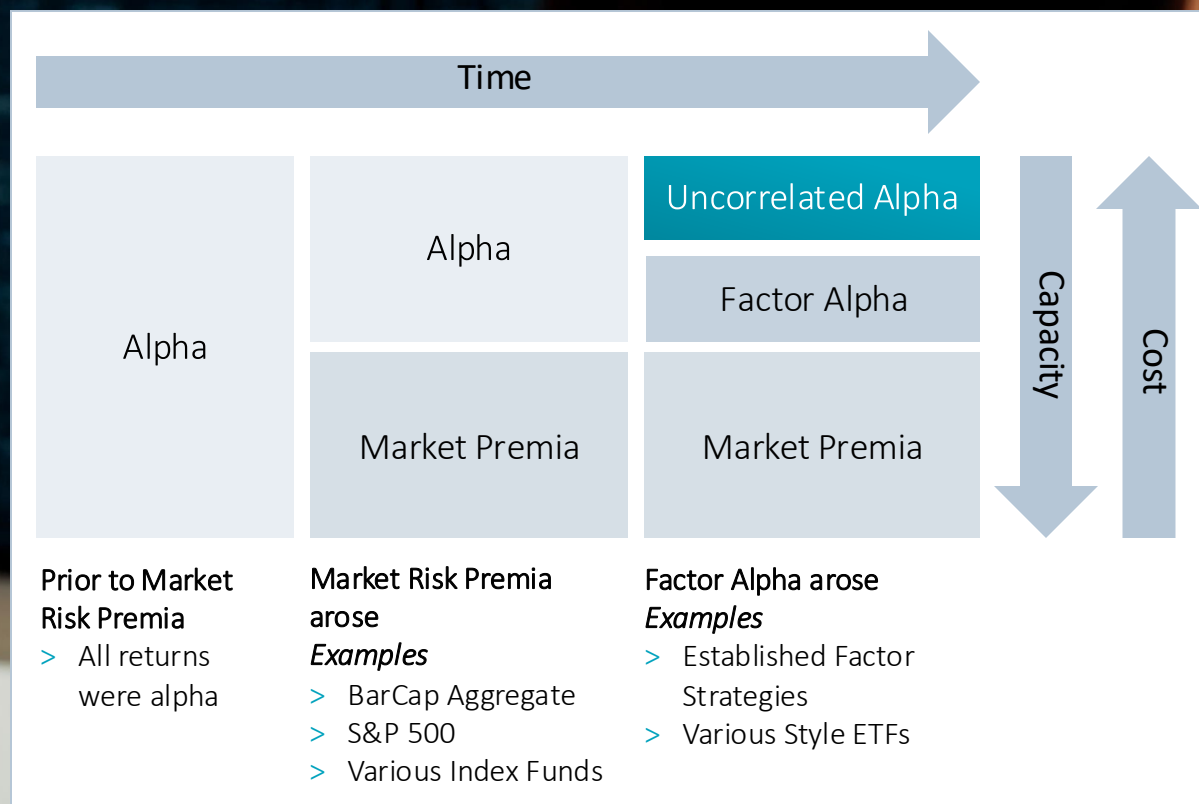 Time
Alpha
Alpha
Market Premia
Uncorrelated Alpha
Factor Alpha
Market Premia
Capacity
Cost
Prior to Market
Risk Premia
> All returns
were alpha
Market Risk Premia
arose
Examples
> BarCap Aggregate
> S&P 500
> Various Index Funds
Factor Alpha arose
Examples
> Established Factor
Strategies
> Various Style ETFs